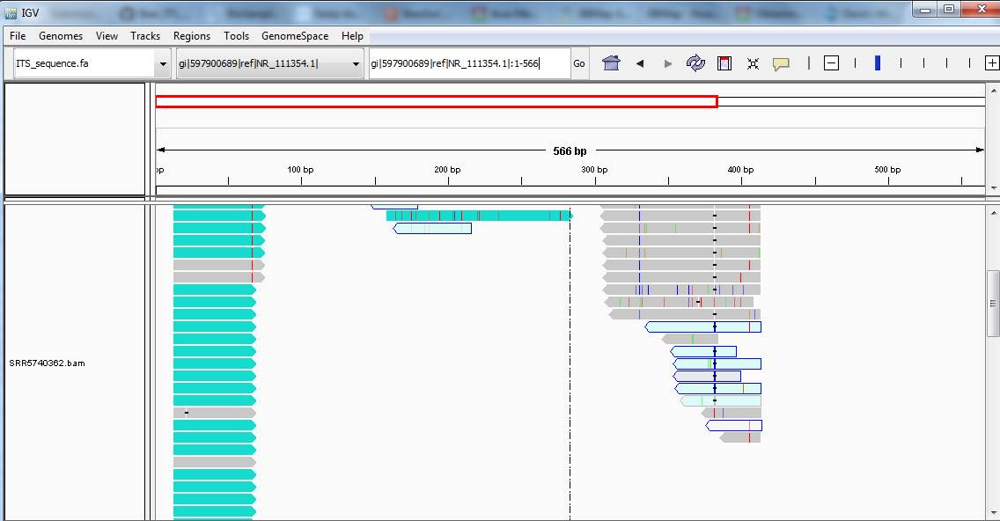 IGV
File Genomes View Tracks Regions Tools GenomeSpace Help
ITS_sequence.fa gi|597900689|ref|NR_111354.1| gi|597900689|ref|NR_111354.1|:1-566 Go
566 bp
100 bp 200 bp 300 bp 400 bp 500 bp
SRR5740362.bam